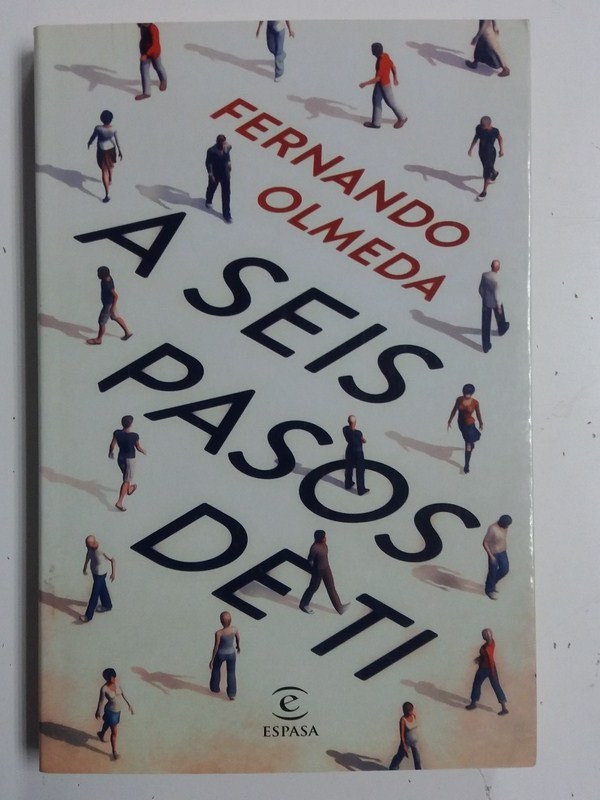 FERNANDO
OLMEDA
A SEIS
PASOS
DE TI
e
ESPASA